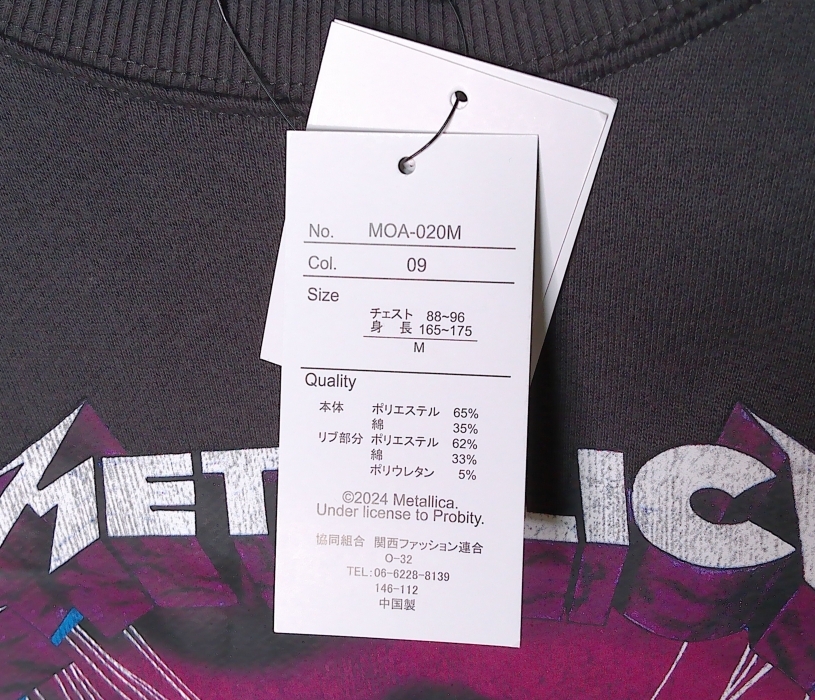 No. MOA-020M
Col. 09
Size
チェスト 88~96
身 長 165~175
M
Quality
本体 ポリエステル 65%
綿 35%
リブ部分 ポリエステル 62%
綿 33%
ポリウレタン 5%
©2024 Metallica.
Under license to Probity.
協同組合 関西ファッション連合
O-32
TEL:06-6228-8139
146-112
中国製
MET LIC